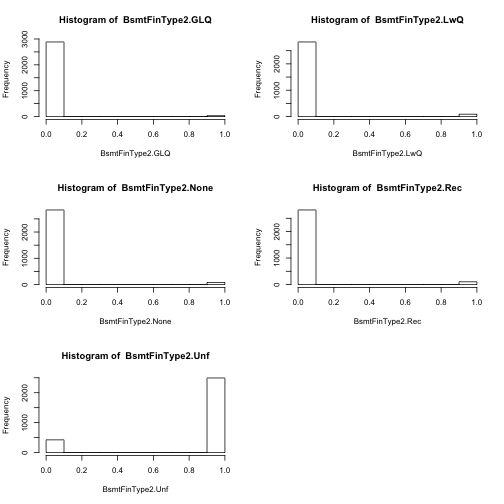 Histogram of  BsmtFinType2.GLQ
Frequency
0 1000 3000
0.0 0.2 0.4 0.6 0.8 1.0
BsmtFinType2.GLQ
Histogram of  BsmtFinType2.LwQ
Frequency
0 1000
0.0 0.2 0.4 0.6 0.8 1.0
BsmtFinType2.LwQ
Histogram of  BsmtFinType2.None
Frequency
0 1000
0.0 0.2 0.4 0.6 0.8 1.0
BsmtFinType2.None
Histogram of  BsmtFinType2.Rec
Frequency
0 1000
0.0 0.2 0.4 0.6 0.8 1.0
BsmtFinType2.Rec
Histogram of  BsmtFinType2.Unf
Frequency
0 1000 2000
0.0 0.2 0.4 0.6 0.8 1.0
BsmtFinType2.Unf